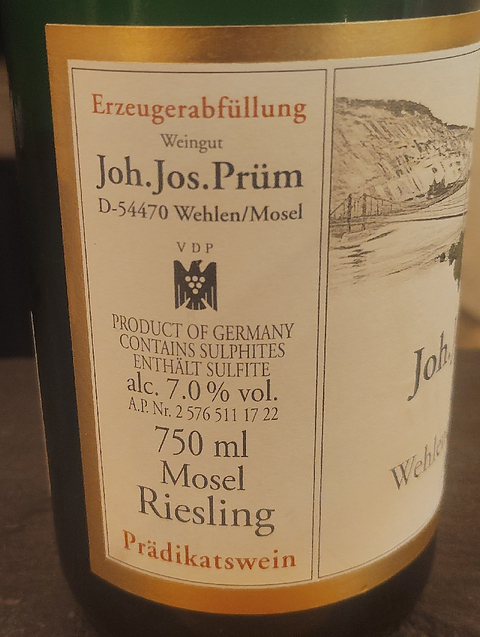 Erzeugerabfüllung
Weingut
Joh.Jos.Prüm
D-54470 Wehlen/Mosel
VDP
PRODUCT OF GERMANY
CONTAINS SULPHITES
ENTHÄLT SULFITE
alc. 7.0 % vol.
A.P. Nr. 2 576 511 17 22
750 ml
Mosel
Riesling
Prädikatswein
Joh.